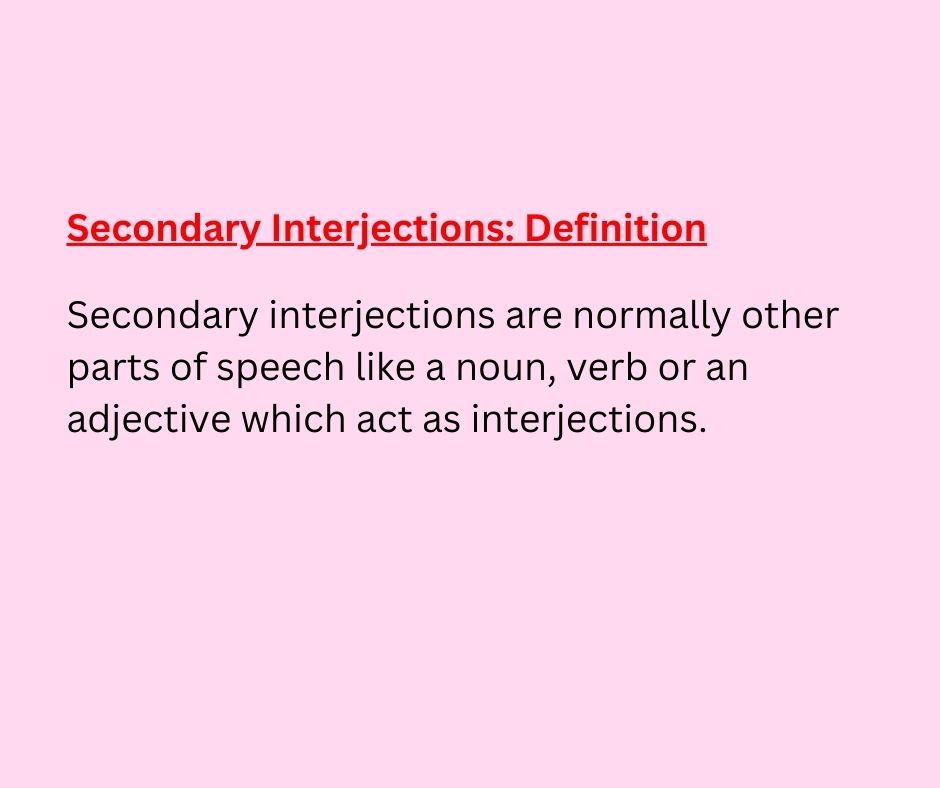 Secondary Interjections: Definition
Secondary interjections are normally other
parts of speech like a noun, verb or an
adjective which act as interjections.